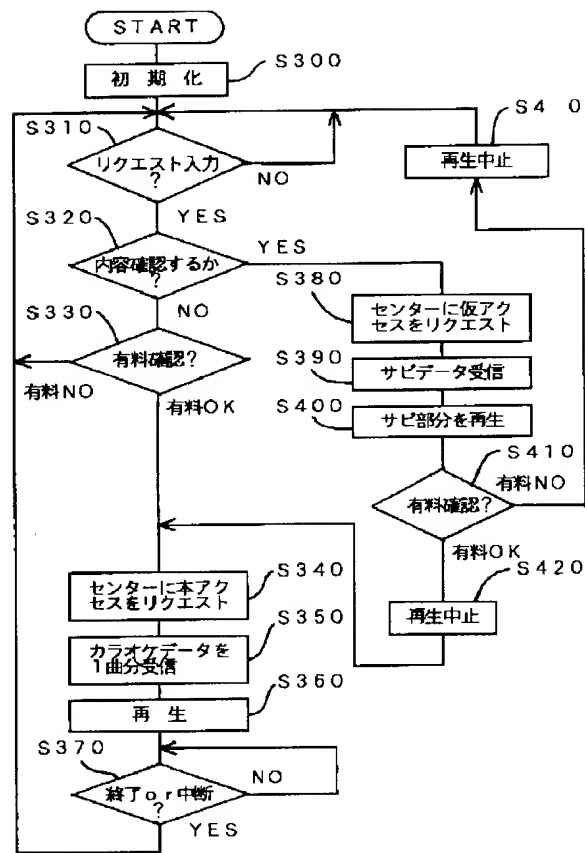 START
初期化
S300
S310
リクエスト入力
?
NO
YES
S320
内容確認するか
?
YES
NO
S330
有料確認?
有料NO
有料OK
S380
センターに仮アク
セスをリクエスト
S390
サビデータ受信
S400
サビ部分を再生
S410
有料確認?
有料NO
有料OK
S420
再生中止
S4 0
再生中止
S340
センターに本アク
セスをリクエスト
S350
カラオケデータを
1曲分受信
S360
再生
S370
終了or中断
?
NO
YES